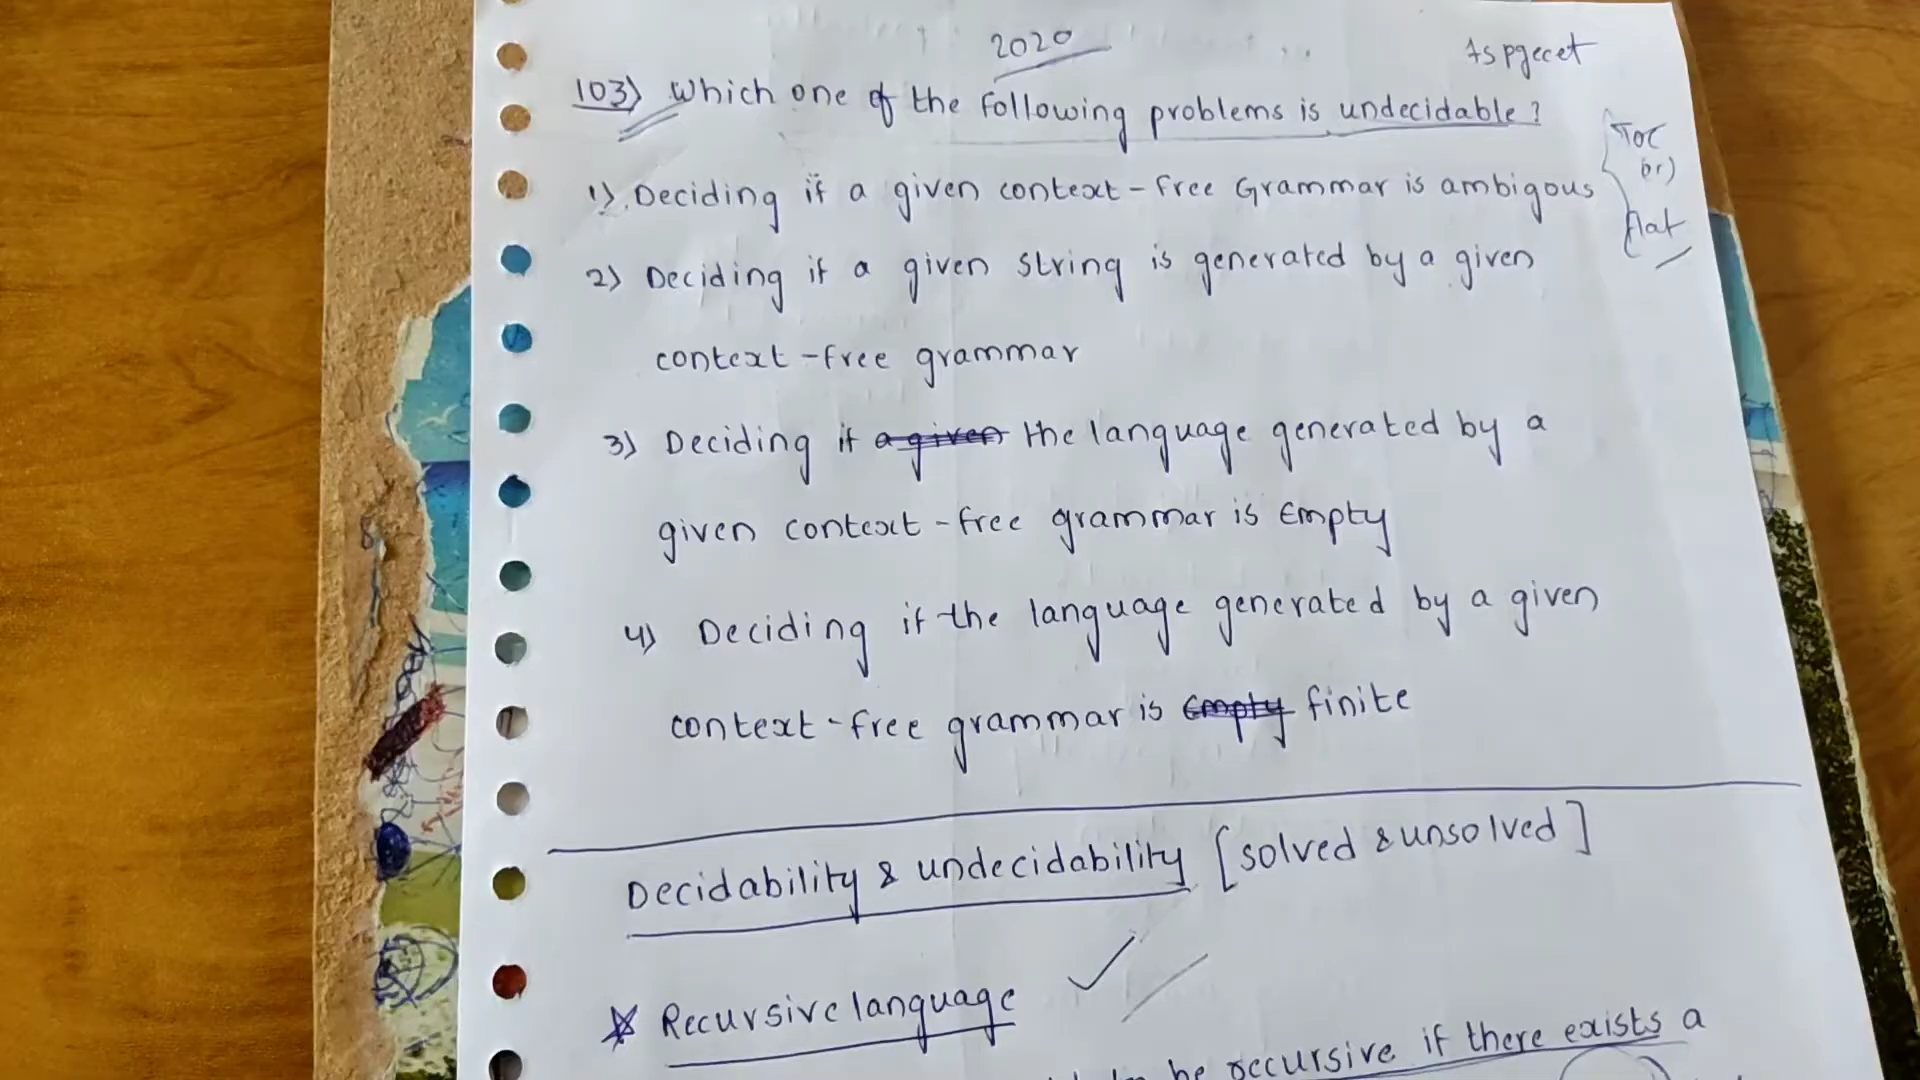 2020
Ts pgecet
103) Which one of the following problems is undecidable?
TOC
or)
flat
1) Deciding if a given context-free Grammar is ambigous
2) Deciding if a given string is generated by a given
context-free grammar
3) Deciding if a given the language generated by a
given context-free grammar is Empty
4) Deciding if the language generated by a given
context-free grammar is Empty finite
Decidability & undecidability [solved & unsolved]
Recursive language
be recursive if there exists a